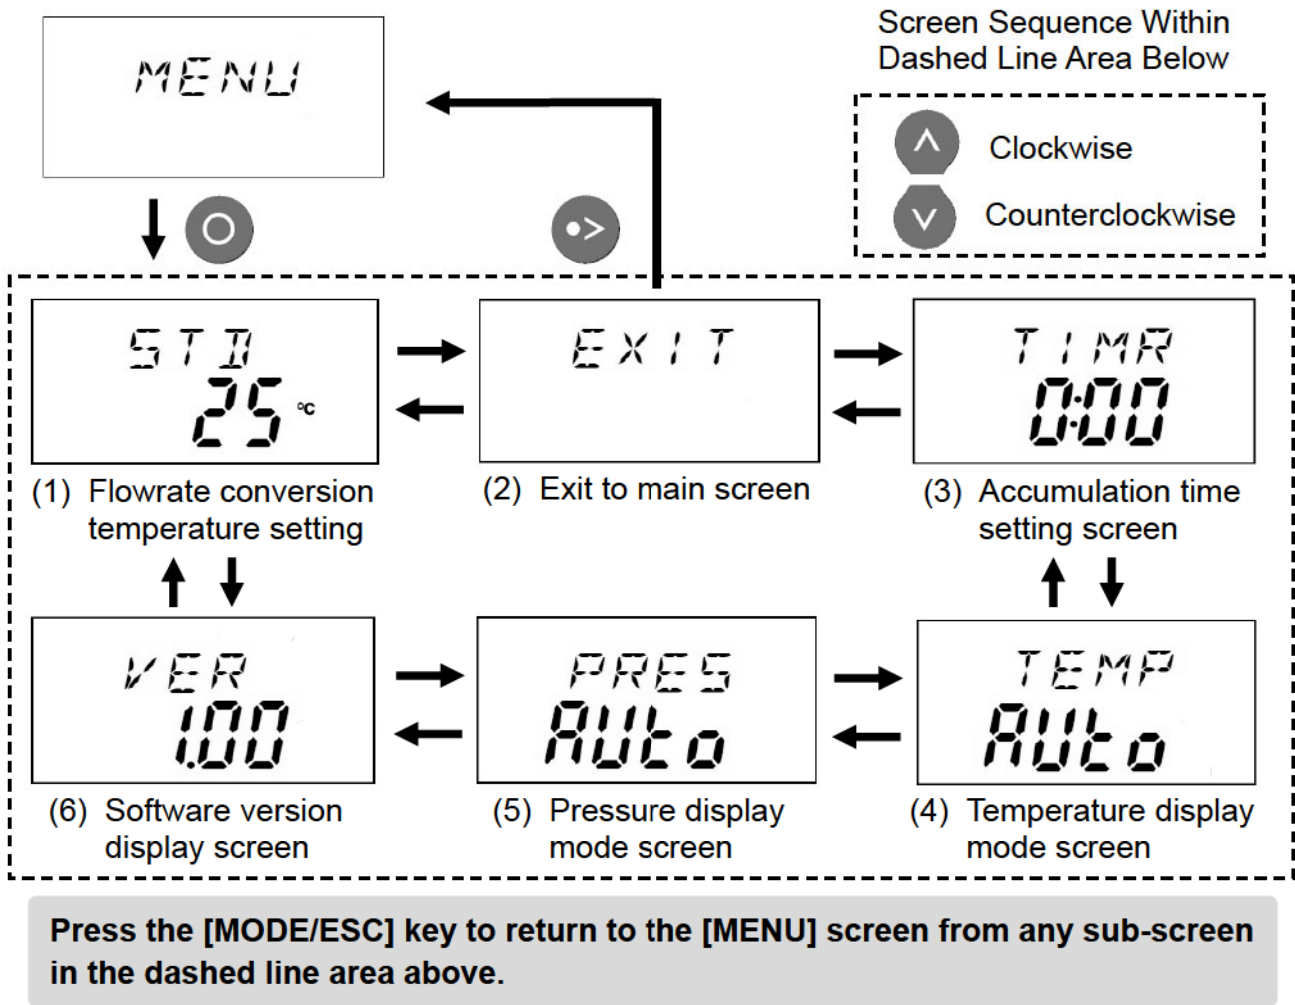 MENU
Screen Sequence Within
Dashed Line Area Below
Clockwise
Counterclockwise
STD
25 °C
EXIT
TIMR
0:00
(1) Flowrate conversion
temperature setting
(2) Exit to main screen
(3) Accumulation time
setting screen
VER
1.00
PRES
AUto
TEMP
AUto
(6) Software version
display screen
(5) Pressure display
mode screen
(4) Temperature display
mode screen
Press the [MODE/ESC] key to return to the [MENU] screen from any sub-screen
in the dashed line area above.